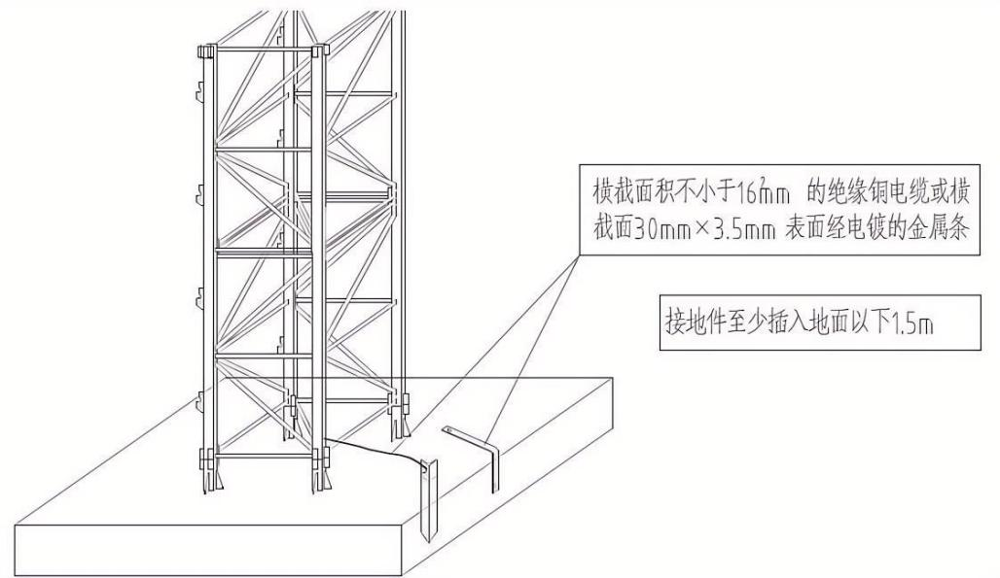 横截面积不小于16mm² 的绝缘铜电缆或横
截面30mm×3.5mm 表面经电镀的金属条
接地件至少插入地面以下1.5m